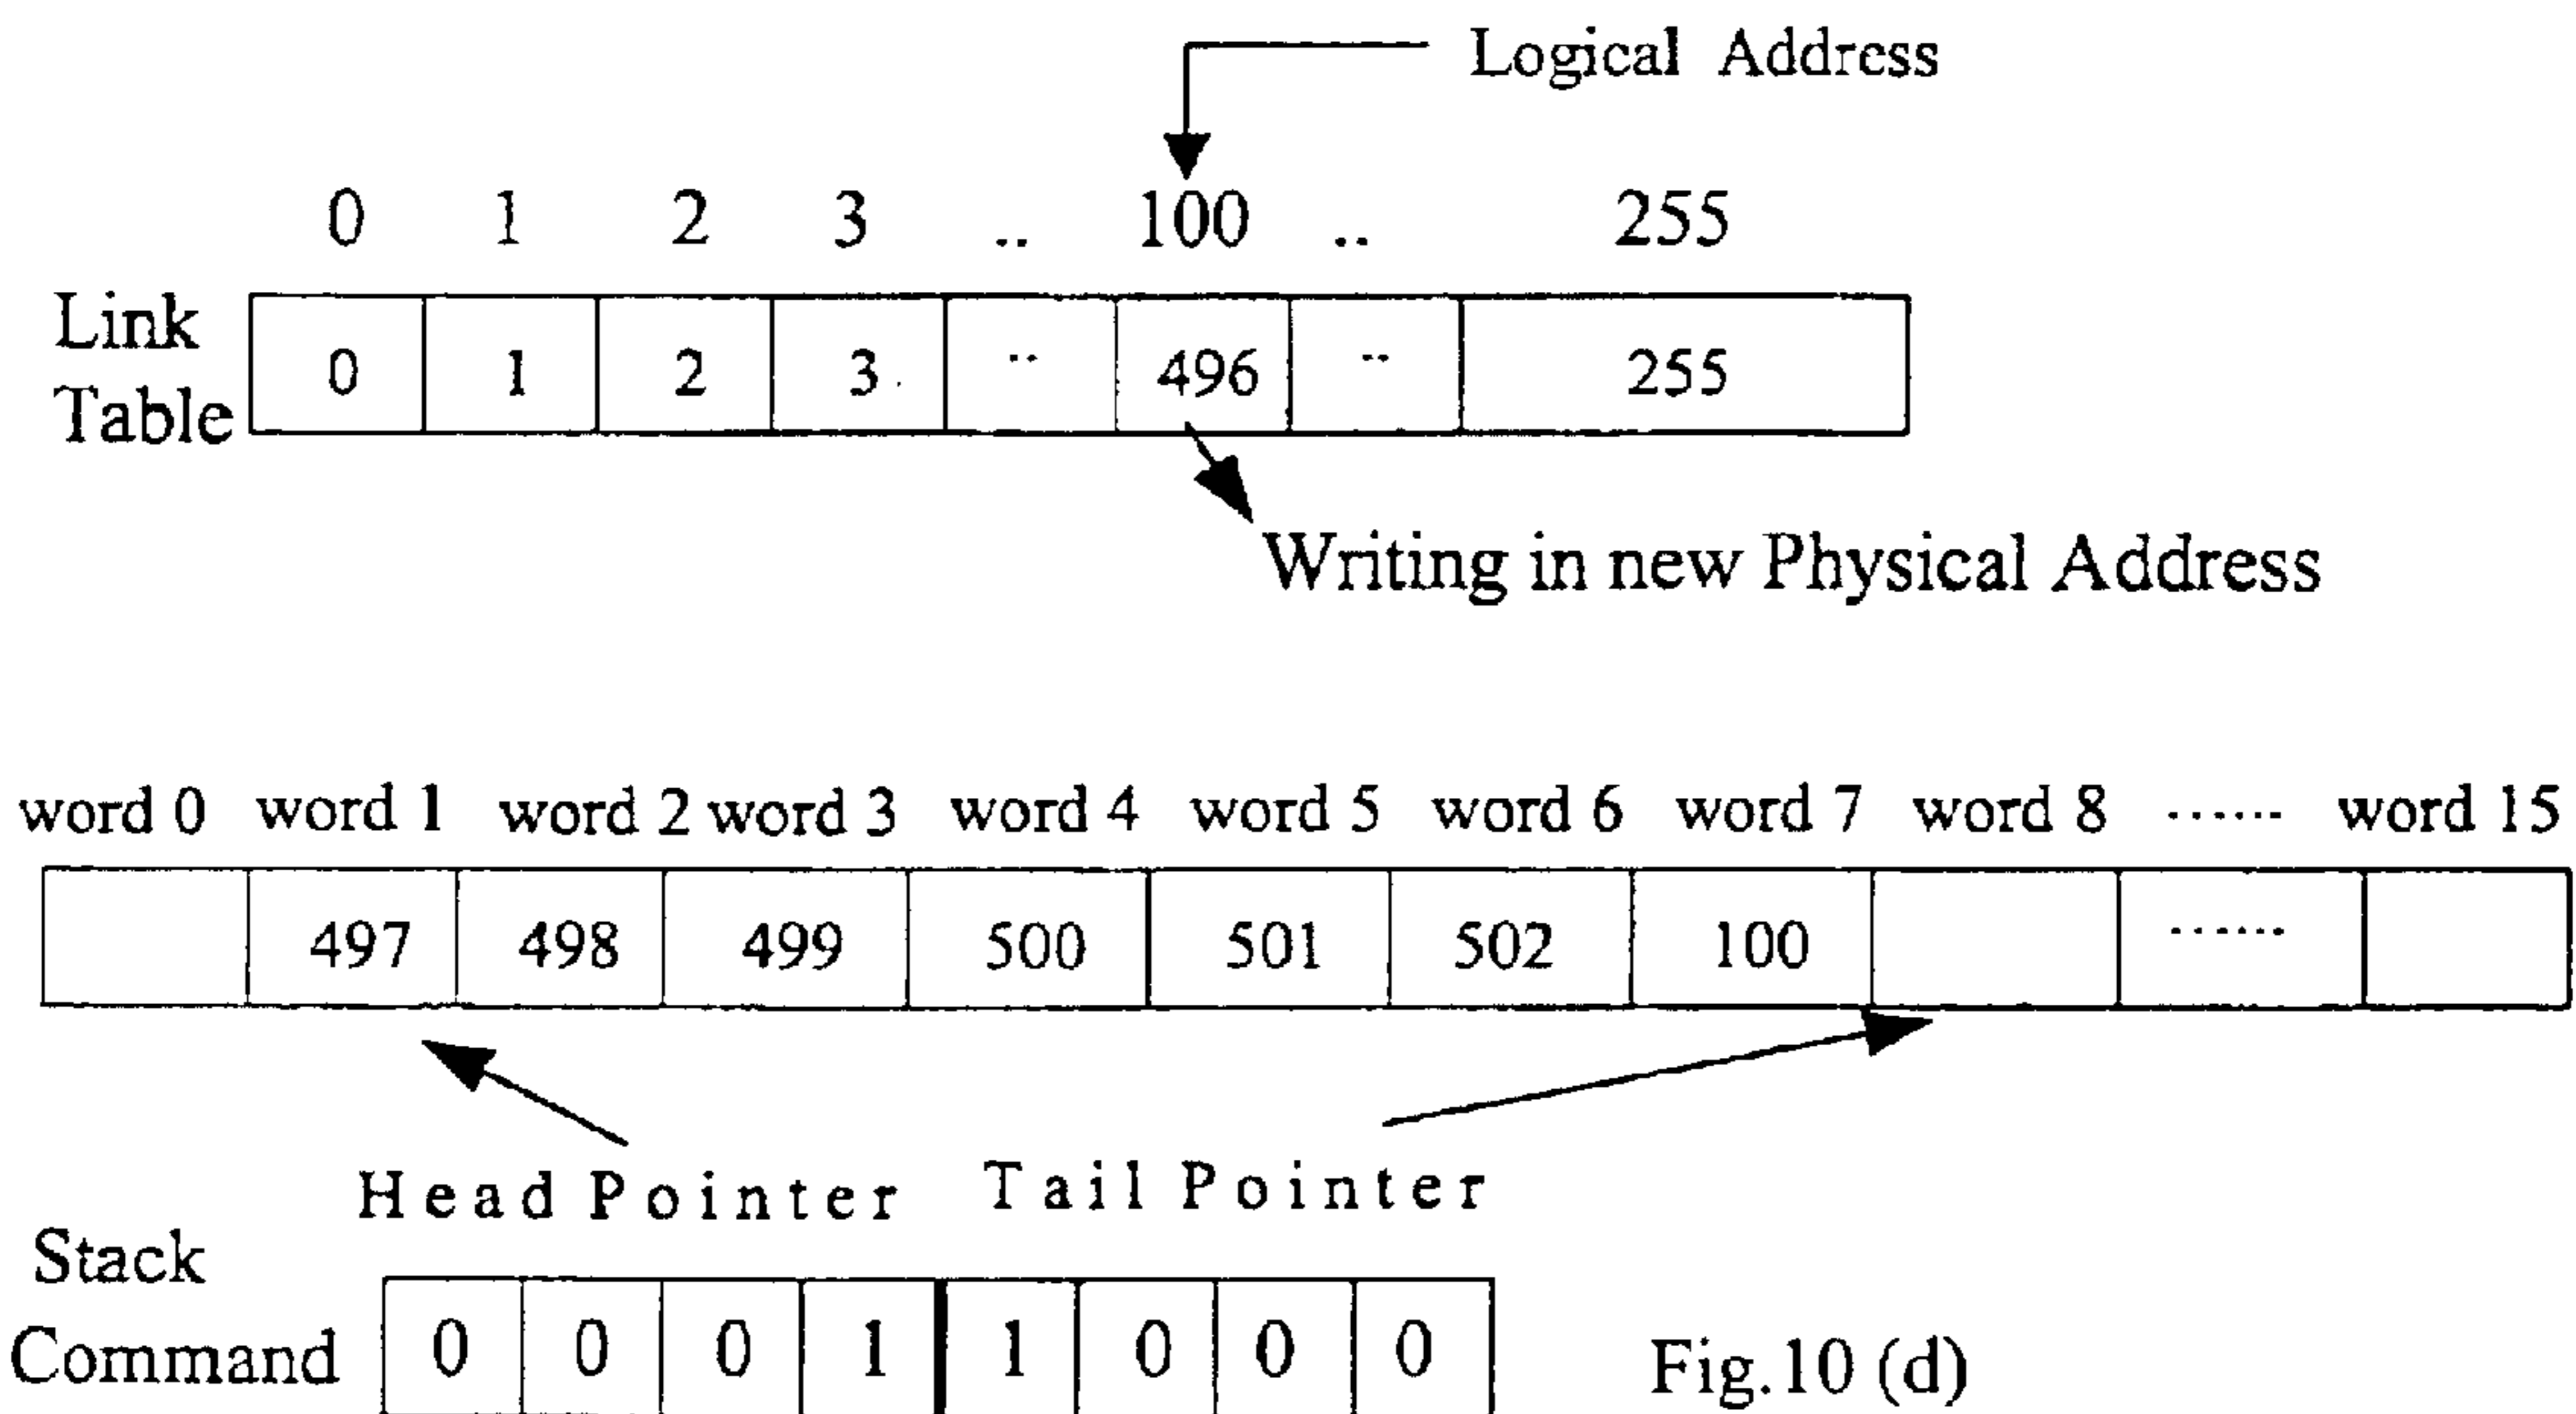 Logical Address
0 1 2 3 .. 100 .. 255
Link
Table
0 1 2 3 .. 496 .. 255
Writing in new Physical Address
word 0 word 1 word 2 word 3 word 4 word 5 word 6 word 7 word 8 ...... word 15
497 498 499 500 501 502 100 ......
Head Pointer Tail Pointer
Stack
Command
0 0 0 1 1 0 0 0
Fig.10 (d)